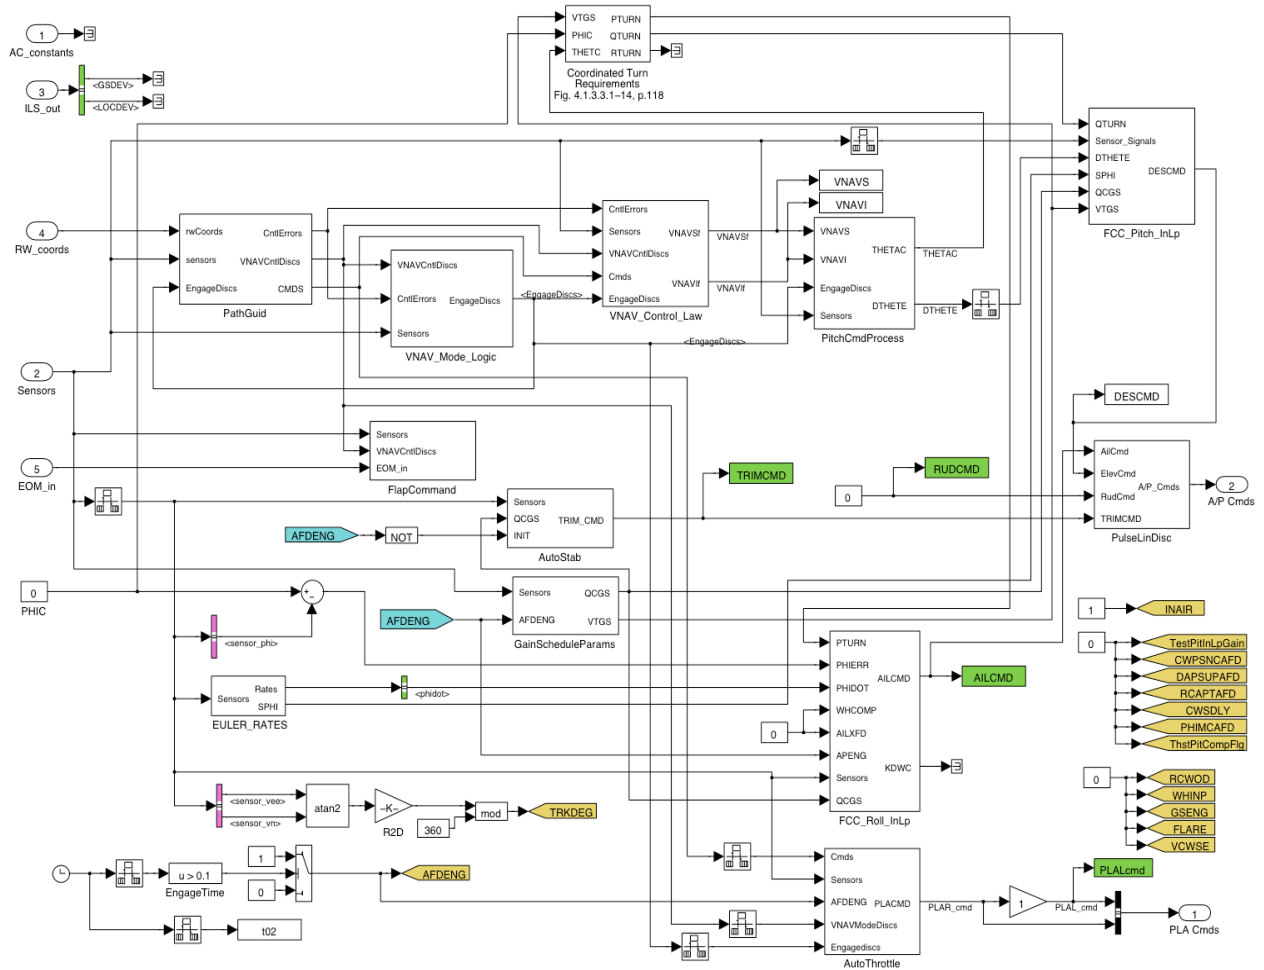 1
AC_constants
3
ILS_out
<GSDEV>
<LOCDEV>
VTGS
PHIC
THETC
PTURN
QTURN
RTURN
Coordinated Turn
Requirements
Fig. 4.1.3.3.1–14, p.118
QTURN
Sensor_Signals
DTHETE
SPHI
QCGS
VTGS
DESCMD
FCC_Pitch_InLp
4
RW_coords
rwCoords
sensors
EngageDiscs
CntlErrors
VNAVCntlDiscs
CMDS
PathGuid
VNAVCntlDiscs
CntlErrors
Sensors
EngageDiscs
VNAV_Mode_Logic
<EngageDiscs>
CntlErrors
Sensors
VNAVCntlDiscs
Cmds
EngageDiscs
VNAVSf
VNAVIf
VNAV_Control_Law
VNAVSf
VNAVIf
VNAVS
VNAVI
VNAVS
VNAVI
EngageDiscs
Sensors
THETAC
DTHETE
PitchCmdProcess
THETAC
DTHETE
<EngageDiscs>
2
Sensors
5
EOM_in
Sensors
VNAVCntlDiscs
EOM_in
FlapCommand
DESCMD
AilCmd
ElevCmd
RudCmd
TRIMCMD
A/P_Cmds
PulseLinDisc
2
A/P Cmds
TRIMCMD
RUDCMD
0
AFDENG
NOT
Sensors
QCGS
INIT
TRIM_CMD
AutoStab
0
PHIC
+
–
AFDENG
Sensors
AFDENG
QCGS
VTGS
GainScheduleParams
<sensor_phi>
Sensors
Rates
SPHI
EULER_RATES
<phidot>
0
PTURN
PHIERR
PHIDOT
WHCOMP
AILXFD
APENG
Sensors
QCGS
AILCMD
KDWC
FCC_Roll_InLp
AILCMD
1
INAIR
0
TestPitInLpGain
CWPSNCAFD
DAPSUPAFD
RCAPTAFD
CWSDLY
PHIMCAFD
ThstPitCompFlg
0
RCWOD
WHINP
GSENG
FLARE
VCWSE
<sensor_vee>
<sensor_vn>
atan2
–K–
R2D
360
mod
TRKDEG
u > 0.1
EngageTime
1
0
AFDENG
t02
Cmds
Sensors
AFDENG
VNAVModeDiscs
Engagediscs
PLACMD
AutoThrottle
PLAR_cmd
1
PLAL_cmd
PLALcmd
1
PLA Cmds